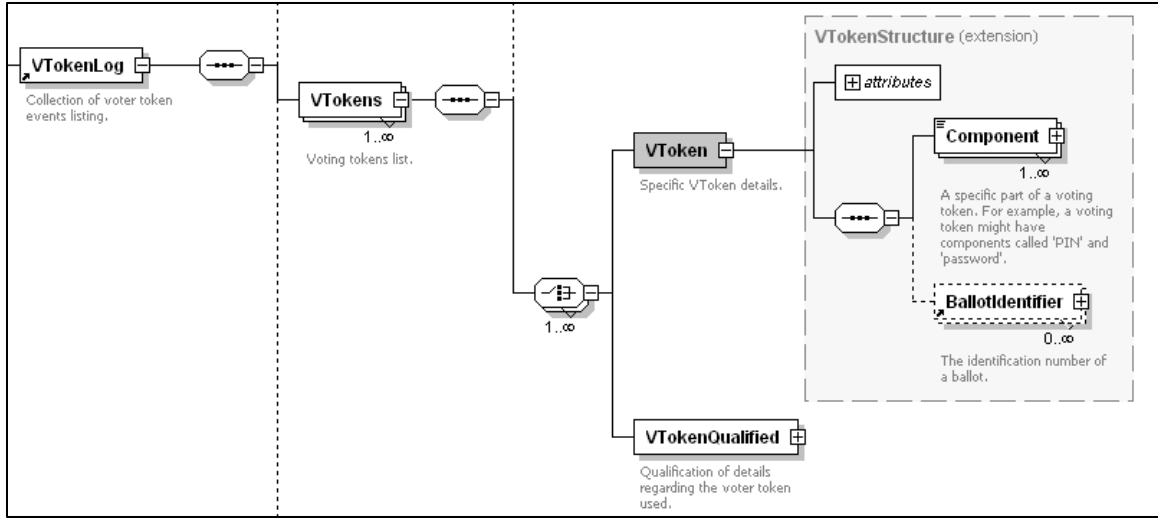 VTokenStructure (extension)
VTokenLog
Collection of voter token
events listing.
VTokens
1..∞
Voting tokens list.
attributes
VToken
Specific VToken details.
Component
1..∞
A specific part of a voting
token. For example, a voting
token might have
components called 'PIN' and
'password'.
1..∞
BallotIdentifier
0..∞
The identification number of
a ballot.
VTokenQualified
Qualification of details
regarding the voter token
used.